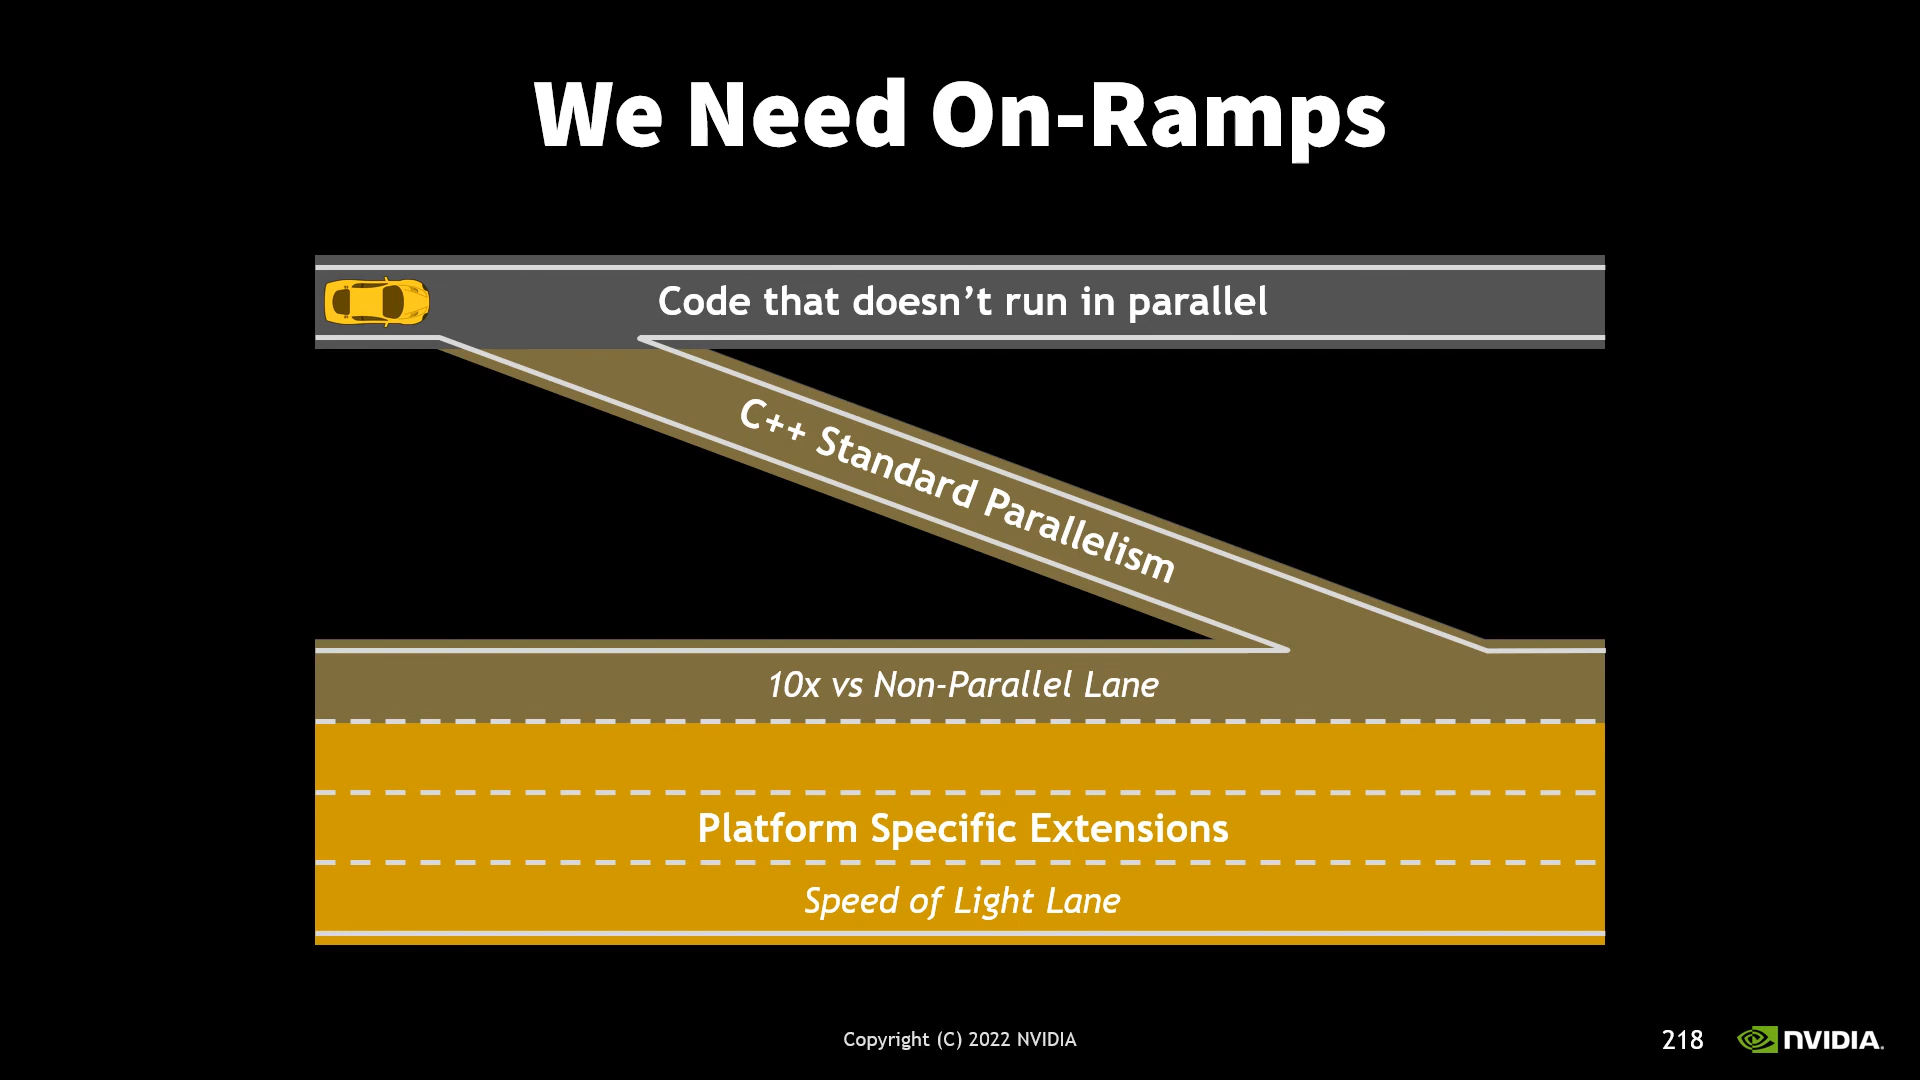 We Need On-Ramps
Code that doesn’t run in parallel
C++ Standard Parallelism
10x vs Non-Parallel Lane
Platform Specific Extensions
Speed of Light Lane
Copyright (C) 2022 NVIDIA
218
NVIDIA.